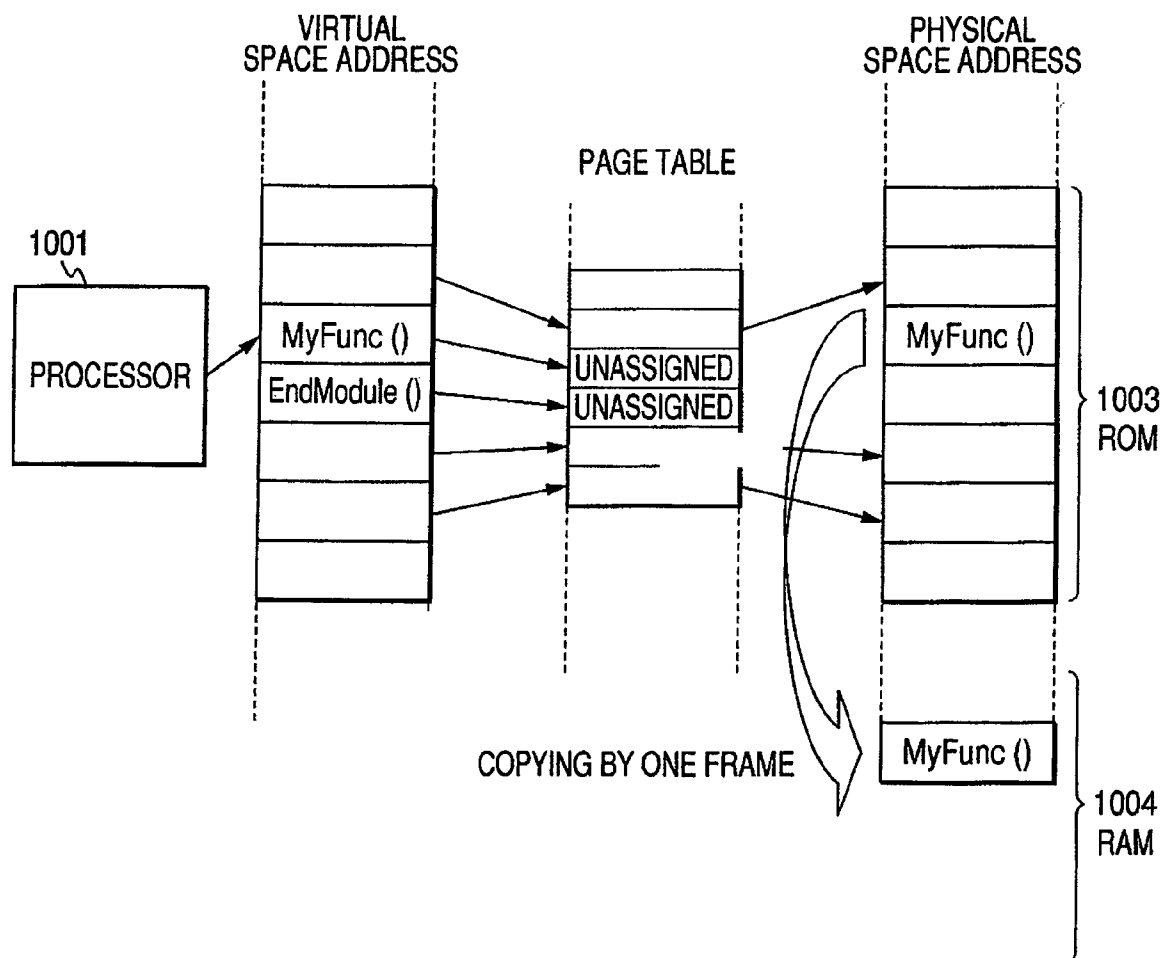 VIRTUAL
SPACE ADDRESS
PHYSICAL
SPACE ADDRESS
PAGE TABLE
1001
PROCESSOR
MyFunc ()
EndModule ()
UNASSIGNED
UNASSIGNED
MyFunc ()
1003
ROM
COPYING BY ONE FRAME
MyFunc ()
1004
RAM